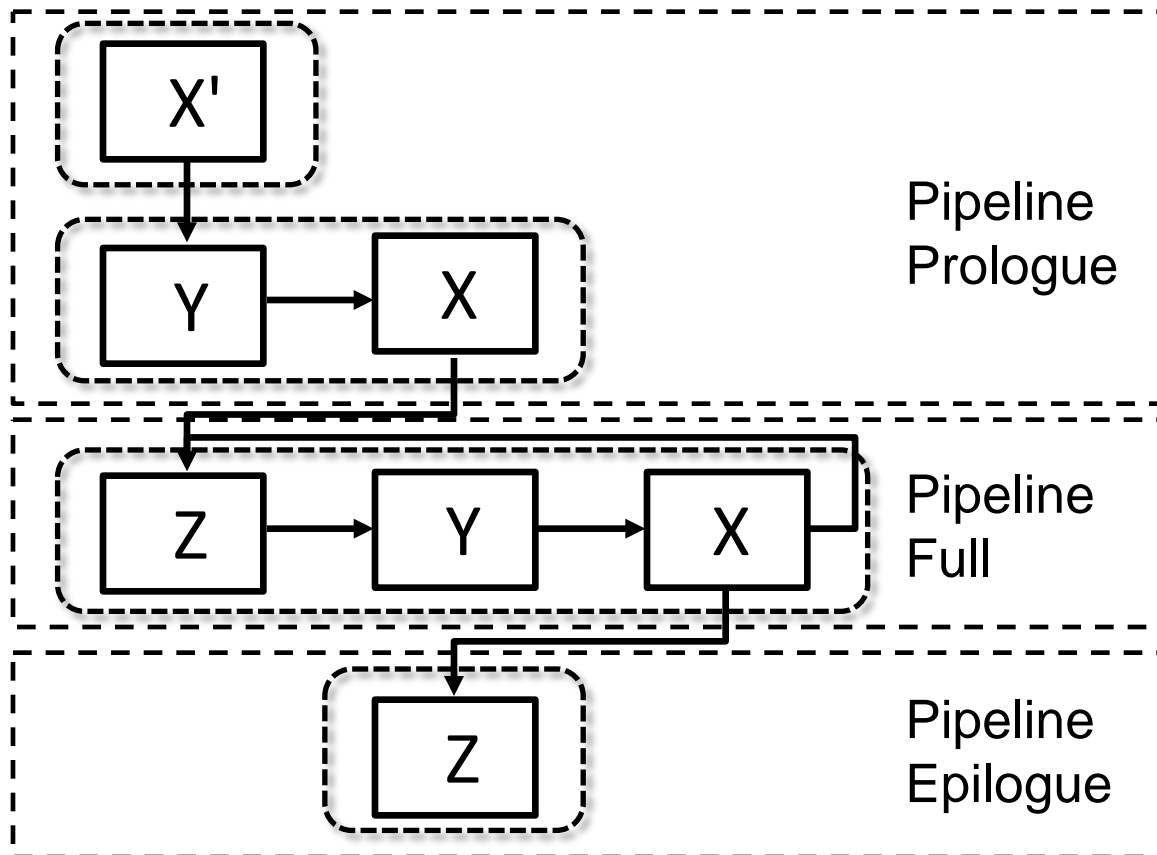 X'
Pipeline
Prologue
Y X
Z Y X
Pipeline
Full
Z
Pipeline
Epilogue